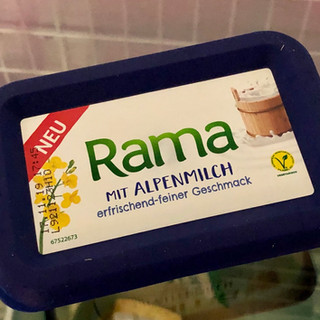 NEU
Rama
MIT ALPENMILCH
erfrischend-feiner Geschmack
67522673